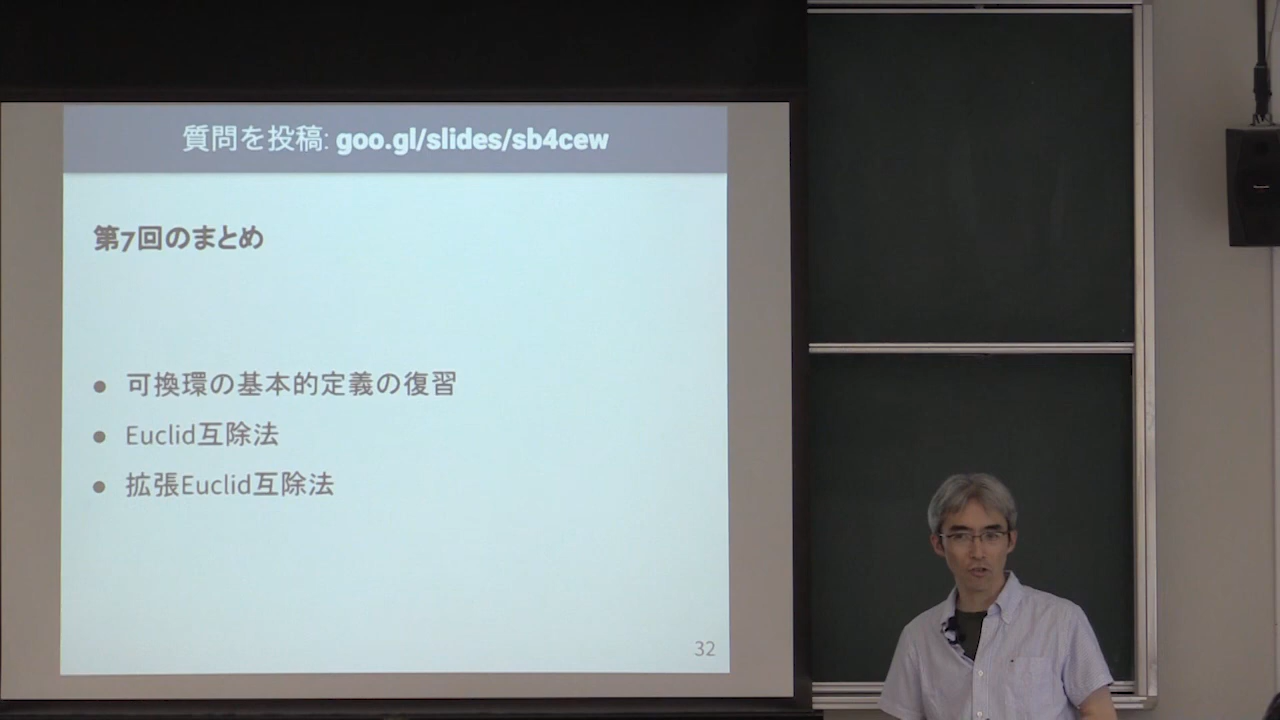 質問を投稿: goo.gl/slides/sb4cew
第7回のまとめ
● 可換環の基本的定義の復習
● Euclid互除法
● 拡張Euclid互除法
32